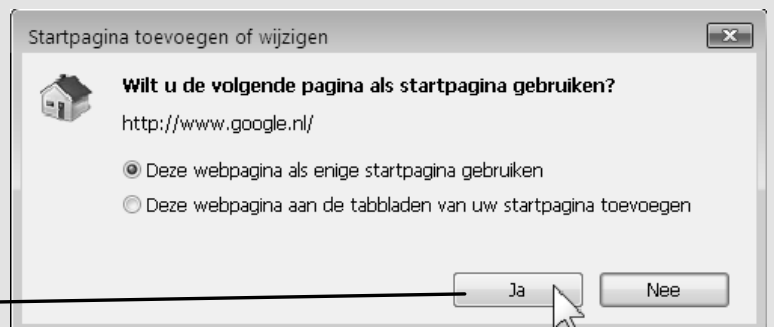 Startpagina toevoegen of wijzigen
Wilt u de volgende pagina als startpagina gebruiken?
http://www.google.nl/
Deze webpagina als enige startpagina gebruiken
Deze webpagina aan de tabbladen van uw startpagina toevoegen
Ja
Nee